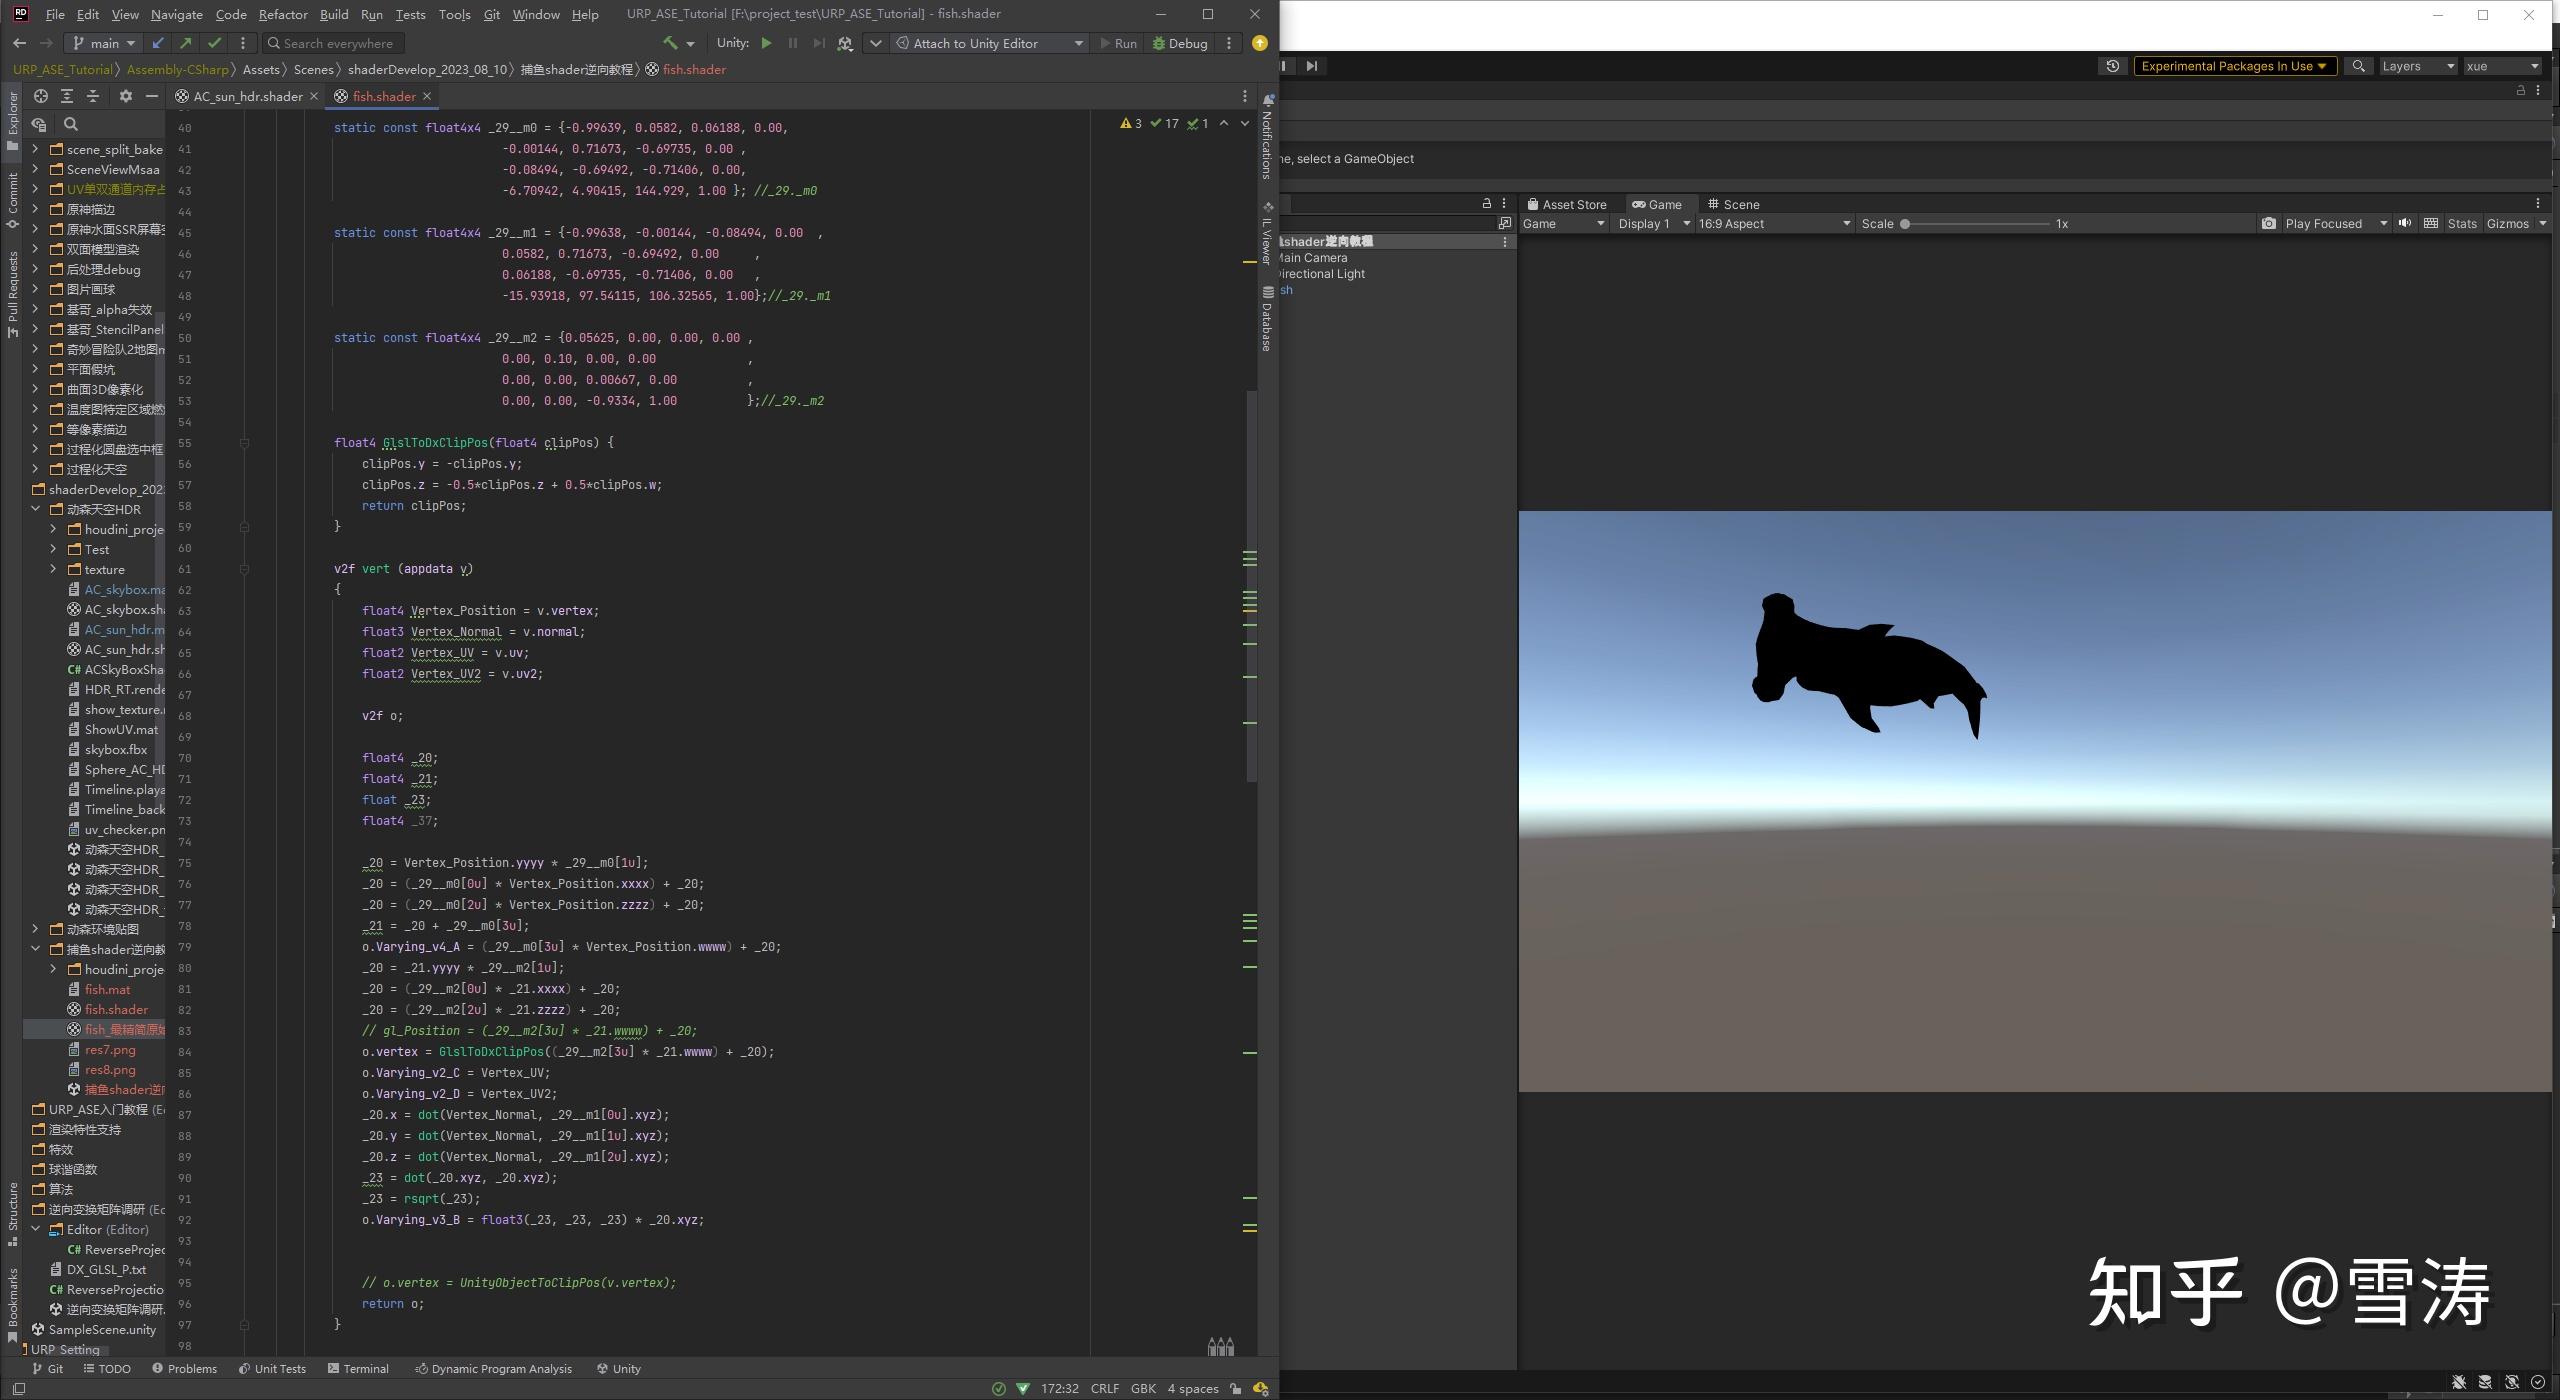 File Edit View Navigate Code Refactor Build Run Tests Tools Git Window Help URP_ASE_Tutorial [F:\project_test\URP_ASE_Tutorial] - fish.shader
main Search everywhere Unity: Attach to Unity Editor Run Debug
URP_ASE_Tutorial Assembly-CSharp Assets Scenes shaderDevelop_2023_08_10 捕鱼shader逆向教程 fish.shader
AC_sun_hdr.shader fish.shader
Explorer
Commit
Pull Requests
Structure
Bookmarks
scene_split_bake
SceneViewMsaa
UV单双通道内存占
原神描边
原神水面SSR屏幕空
双面模型渲染
后处理debug
图片画球
基哥_alpha失效
基哥_StencilPanel
奇妙冒险队2地图m
平面假坑
曲面3D像素化
温度图特定区域燃
等像素描边
过程化圆盘选中框
过程化天空
shaderDevelop_202
动森天空HDR
houdini_proje
Test
texture
AC_skybox.ma
AC_skybox.sh
AC_sun_hdr.m
AC_sun_hdr.sh
C# ACSkyBoxSha
HDR_RT.rende
show_texture.
ShowUV.mat
skybox.fbx
Sphere_AC_HD
Timeline.playa
Timeline_back
uv_checker.pn
动森天空HDR_
动森天空HDR_
动森天空HDR_
动森天空HDR_
动森环境贴图
捕鱼shader逆向教
houdini_proje
fish.mat
fish.shader
fish_最精简原始
res7.png
res8.png
捕鱼shader逆向
URP_ASE入门教程 (Ec
渲染特性支持
特效
球谐函数
算法
逆向变换矩阵调研 (Ec
Editor (Editor)
C# ReverseProjec
DX_GLSL_P.txt
C# ReverseProjectio
逆向变换矩阵调研.
SampleScene.unity
URP Setting
3 17 1
40 static const float4x4 _29__m0 = {-0.99639, 0.0582, 0.06188, 0.00,
41 -0.00144, 0.71673, -0.69735, 0.00 ,
42 -0.08494, -0.69492, -0.71406, 0.00,
43 -6.70942, 4.90415, 144.929, 1.00 }; //_29._m0
44
45 static const float4x4 _29__m1 = {-0.99638, -0.00144, -0.08494, 0.00 ,
46 0.0582, 0.71673, -0.69492, 0.00 ,
47 0.06188, -0.69735, -0.71406, 0.00 ,
48 -15.93918, 97.54115, 106.32565, 1.00};//_29._m1
49
50 static const float4x4 _29__m2 = {0.05625, 0.00, 0.00, 0.00 ,
51 0.00, 0.10, 0.00, 0.00 ,
52 0.00, 0.00, 0.00667, 0.00 ,
53 0.00, 0.00, -0.9334, 1.00 };//_29._m2
54
55 float4 GlslToDxClipPos(float4 clipPos) {
56 clipPos.y = -clipPos.y;
57 clipPos.z = -0.5*clipPos.z + 0.5*clipPos.w;
58 return clipPos;
59 }
60
61 v2f vert (appdata v)
62 {
63 float4 Vertex_Position = v.vertex;
64 float3 Vertex_Normal = v.normal;
65 float2 Vertex_UV = v.uv;
66 float2 Vertex_UV2 = v.uv2;
67
68 v2f o;
69
70 float4 _20;
71 float4 _21;
72 float _23;
73 float4 _37;
74
75 _20 = Vertex_Position.yyyy * _29__m0[1u];
76 _20 = (_29__m0[0u] * Vertex_Position.xxxx) + _20;
77 _20 = (_29__m0[2u] * Vertex_Position.zzzz) + _20;
78 _21 = _20 + _29__m0[3u];
79 o.Varying_v4_A = (_29__m0[3u] * Vertex_Position.wwww) + _20;
80 _20 = _21.yyyy * _29__m2[1u];
81 _20 = (_29__m2[0u] * _21.xxxx) + _20;
82 _20 = (_29__m2[2u] * _21.zzzz) + _20;
83 // gl_Position = (_29__m2[3u] * _21.wwww) + _20;
84 o.vertex = GlslToDxClipPos((_29__m2[3u] * _21.wwww) + _20);
85 o.Varying_v2_C = Vertex_UV;
86 o.Varying_v2_D = Vertex_UV2;
87 _20.x = dot(Vertex_Normal, _29__m1[0u].xyz);
88 _20.y = dot(Vertex_Normal, _29__m1[1u].xyz);
89 _20.z = dot(Vertex_Normal, _29__m1[2u].xyz);
90 _23 = dot(_20.xyz, _20.xyz);
91 _23 = rsqrt(_23);
92 o.Varying_v3_B = float3(_23, _23, _23) * _20.xyz;
93
94
95 // o.vertex = UnityObjectToClipPos(v.vertex);
96 return o;
97 }
98
Notifications
IL Viewer
Database
Git TODO Problems Unit Tests Terminal Dynamic Program Analysis Unity
172:32 CRLF GBK 4 spaces
Experimental Packages In Use Layers xue
ne, select a GameObject
Asset Store Game Scene
Game Display 1 16:9 Aspect Scale 1x Play Focused Stats Gizmos
shader逆向教程
Main Camera
Directional Light
sh
知乎 @雪涛